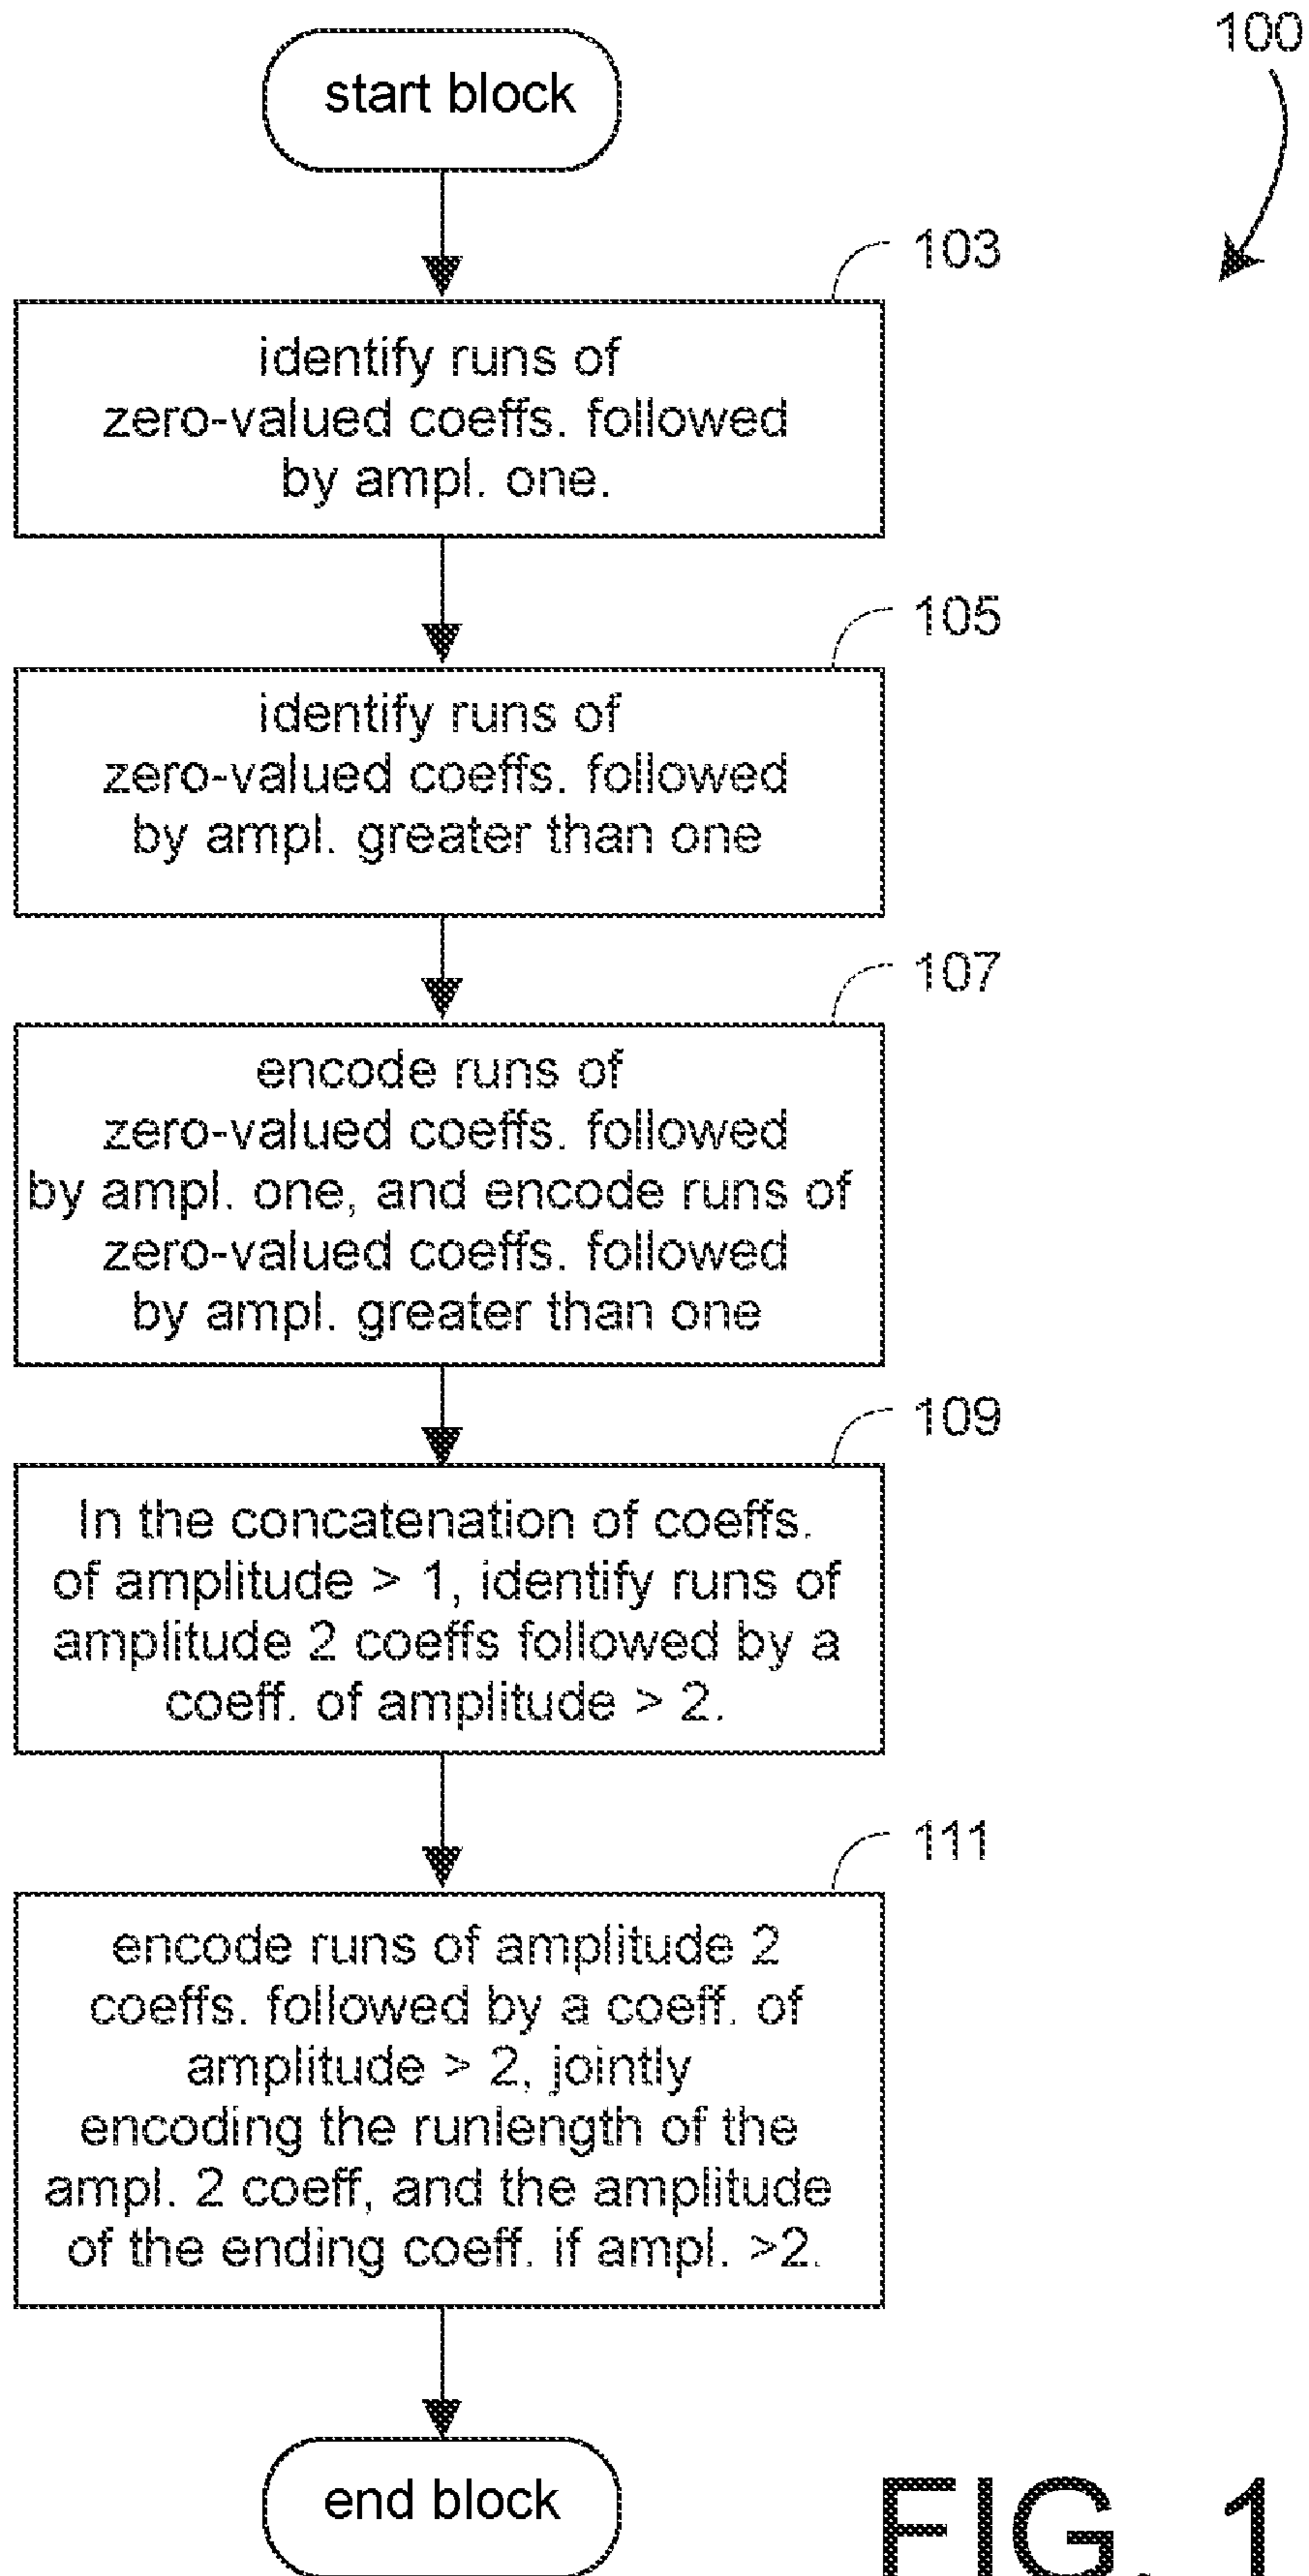 100
start block
103
identify runs of
zero-valued coeffs. followed
by ampl. one.
105
identify runs of
zero-valued coeffs. followed
by ampl. greater than one
107
encode runs of
zero-valued coeffs. followed
by ampl. one, and encode runs of
zero-valued coeffs. followed
by ampl. greater than one
109
In the concatenation of coeffs.
of amplitude > 1, identify runs of
amplitude 2 coeffs followed by a
coeff. of amplitude > 2.
111
encode runs of amplitude 2
coeffs. followed by a coeff. of
amplitude > 2, jointly
encoding the runlength of the
ampl. 2 coeff, and the amplitude
of the ending coeff. if ampl. >2.
end block
FIG. 1